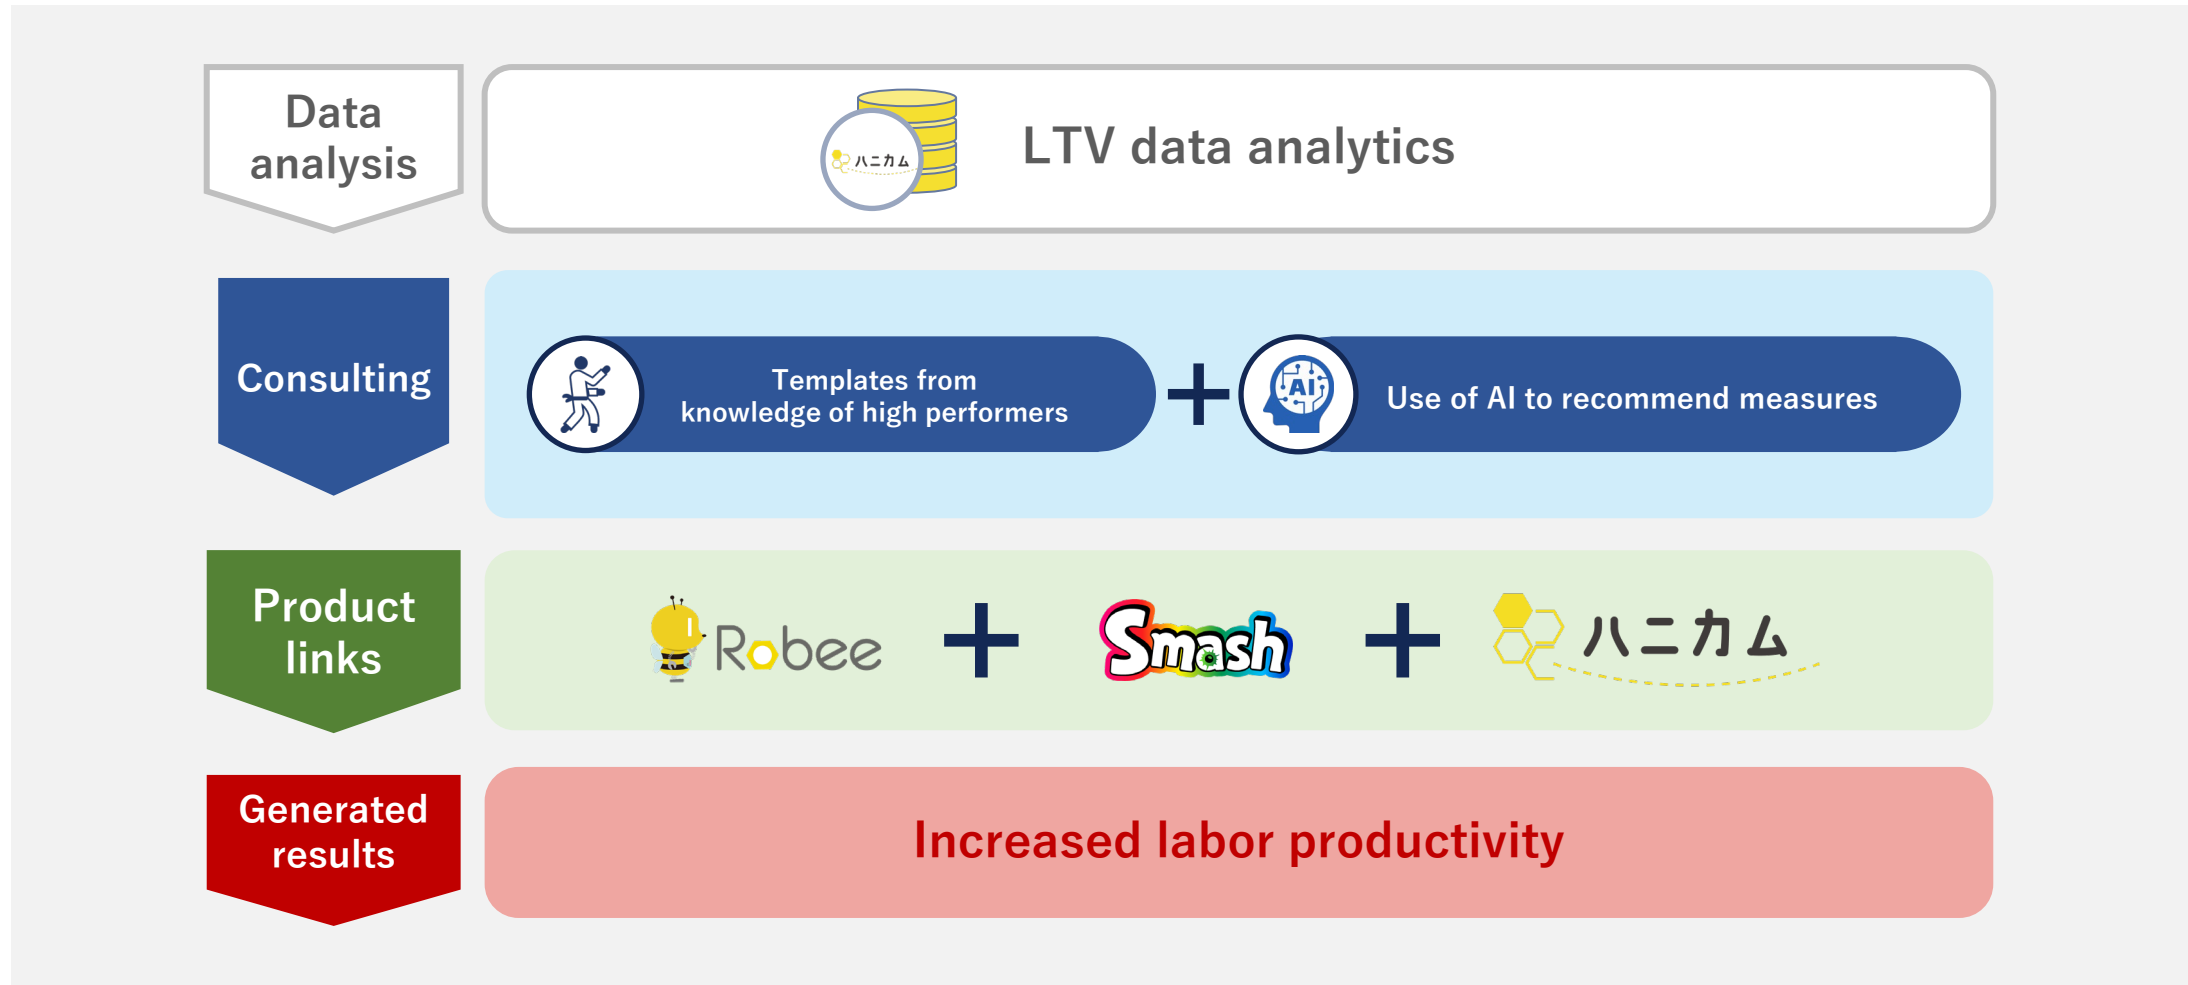 Data
analysis
ハニカム
LTV data analytics
Consulting
Templates from
knowledge of high performers
AI
Use of AI to recommend measures
Product
links
Robee
Smash
ハニカム
Generated
results
Increased labor productivity